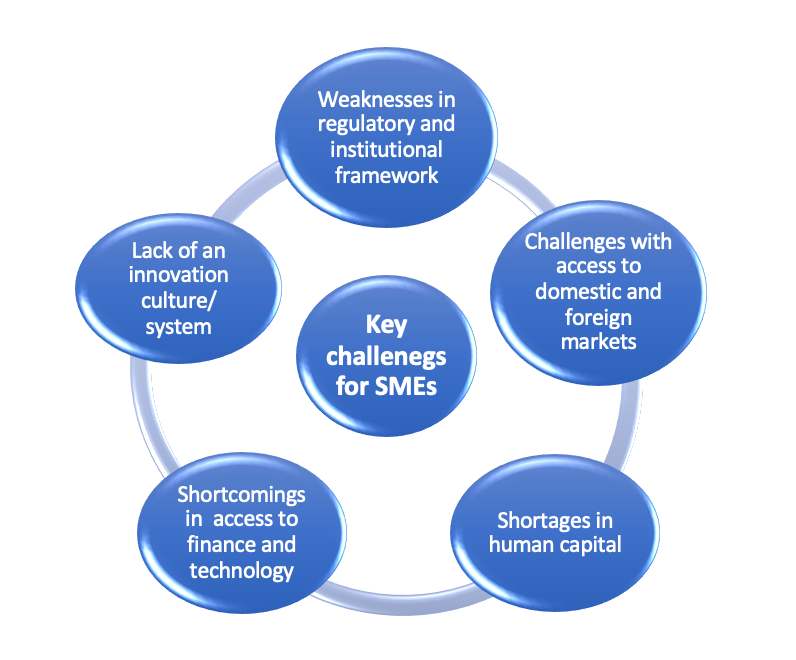 Weaknesses in
regulatory and
institutional
framework
Challenges with
access to
domestic and
foreign
markets
Shortages in
human capital
Shortcomings
in access to
finance and
technology
Lack of an
innovation
culture/
system
Key
challenegs
for SMEs